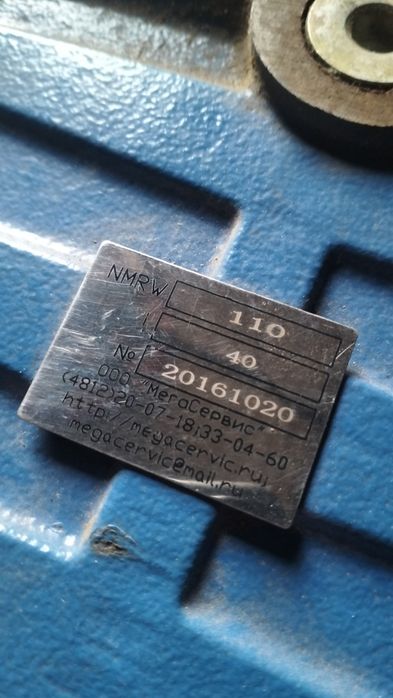 NMRW 110
i 40
№ 20161020
ООО "МегаСервис"
(4812)20-07-18;33-04-60
http://megacervic.ru;
megacervic@mail.ru